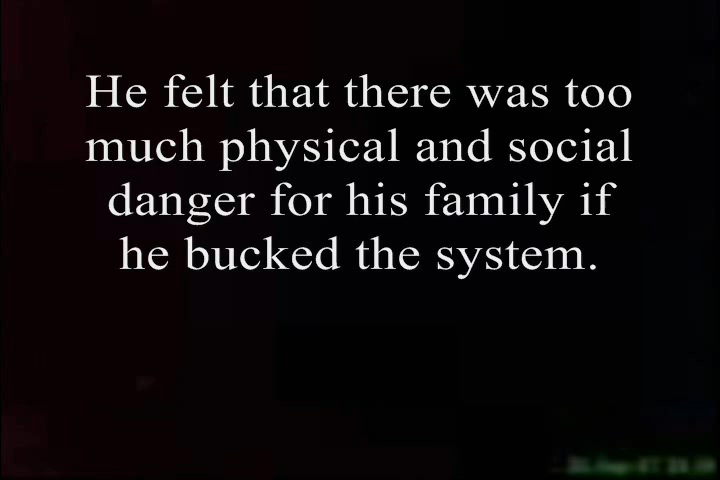 He felt that there was too
much physical and social
danger for his family if
he bucked the system.